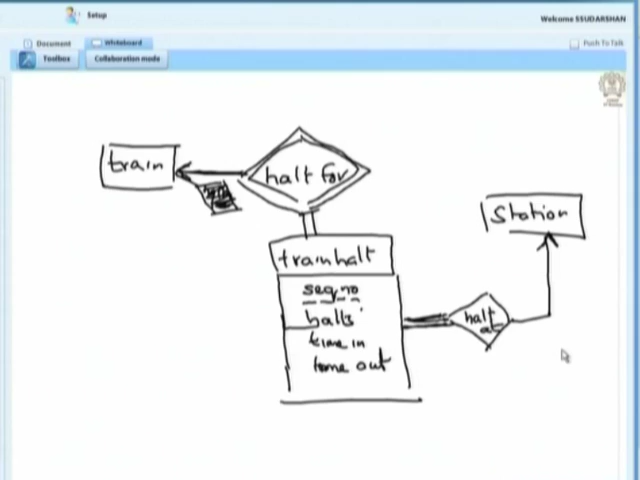 Setup
Welcome SSUDARSHAN
Document
Whiteboard
Push To Talk
Toolbox
Collaboration mode
train
halt for
Station
trainhalt
seq no
halt at
time in
time out